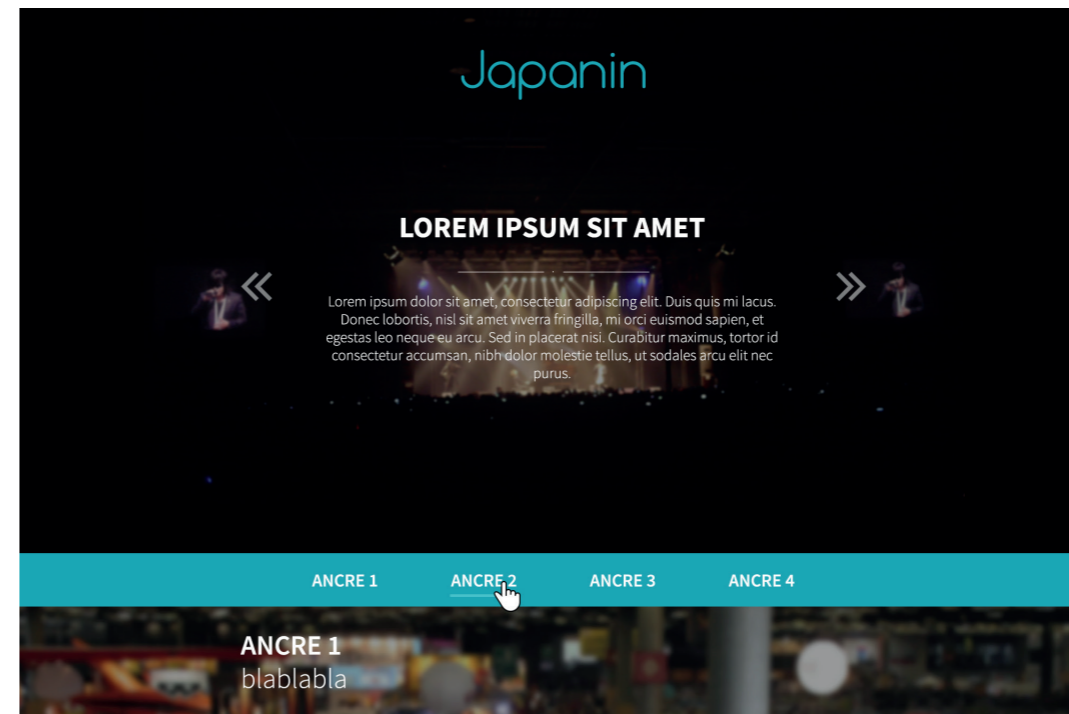 Japanin
LOREM IPSUM SIT AMET
Lorem ipsum dolor sit amet, consectetur adipiscing elit. Duis quis mi lacus.
Donec lobortis, nisl sit amet viverra fringilla, mi orci euismod sapien, et
egestas leo neque eu arcu. Sed in placerat nisi. Curabitur maximus, tortor id
consectetur accumsan, nibh dolor molestie tellus, ut sodales arcu elit nec
purus.
ANCRE 1 ANCRE 2 ANCRE 3 ANCRE 4
ANCRE 1
blablabla